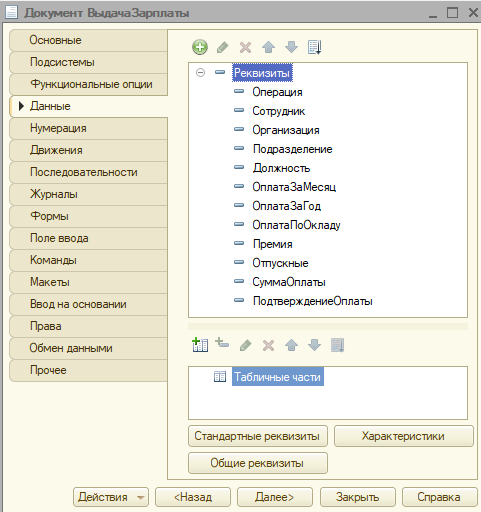 Документ ВыдачаЗарплаты
Основные
Подсистемы
Функциональные опции
Данные
Нумерация
Движения
Последовательности
Журналы
Формы
Поле ввода
Команды
Макеты
Ввод на основании
Права
Обмен данными
Прочее
Реквизиты
Операция
Сотрудник
Организация
Подразделение
Должность
ОплатаЗаМесяц
ОплатаЗаГод
ОплатаПоОкладу
Премия
Отпускные
СуммаОплаты
ПодтверждениеОплаты
Табличные части
Стандартные реквизиты
Характеристики
Общие реквизиты
Действия
<Назад
Далее>
Закрыть
Справка